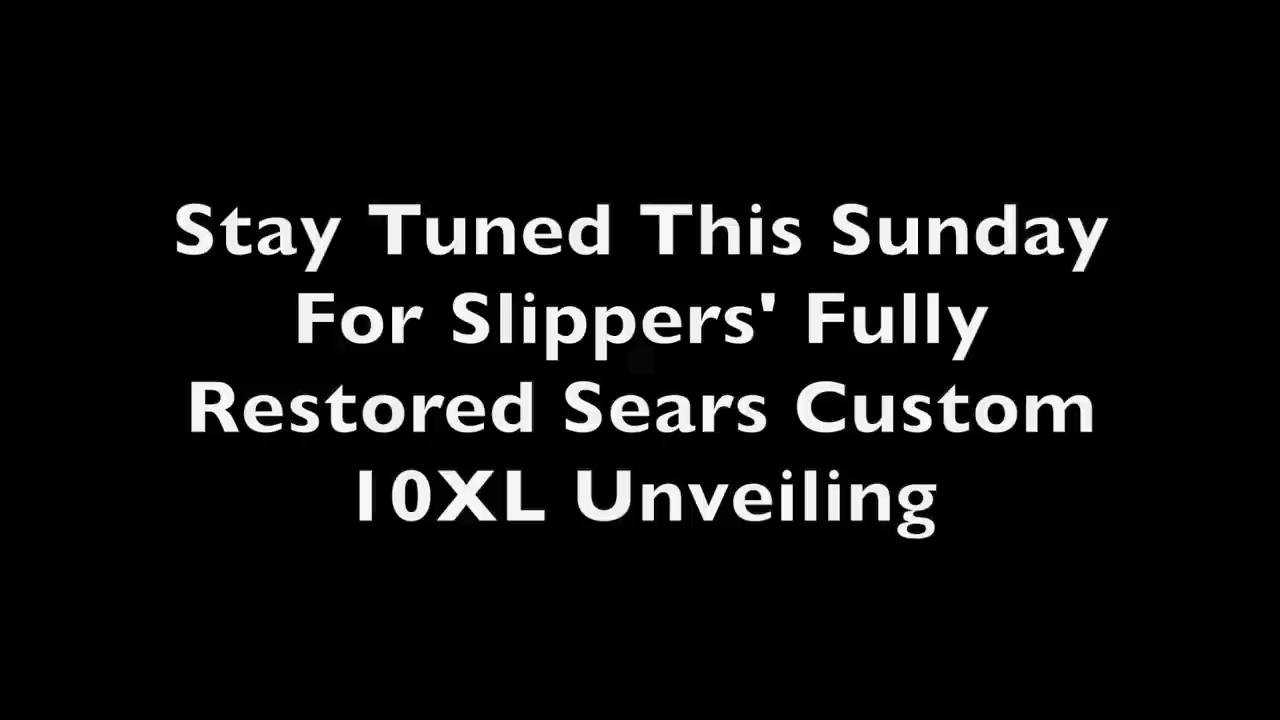 Stay Tuned This Sunday
For Slippers' Fully
Restored Sears Custom
10XL Unveiling